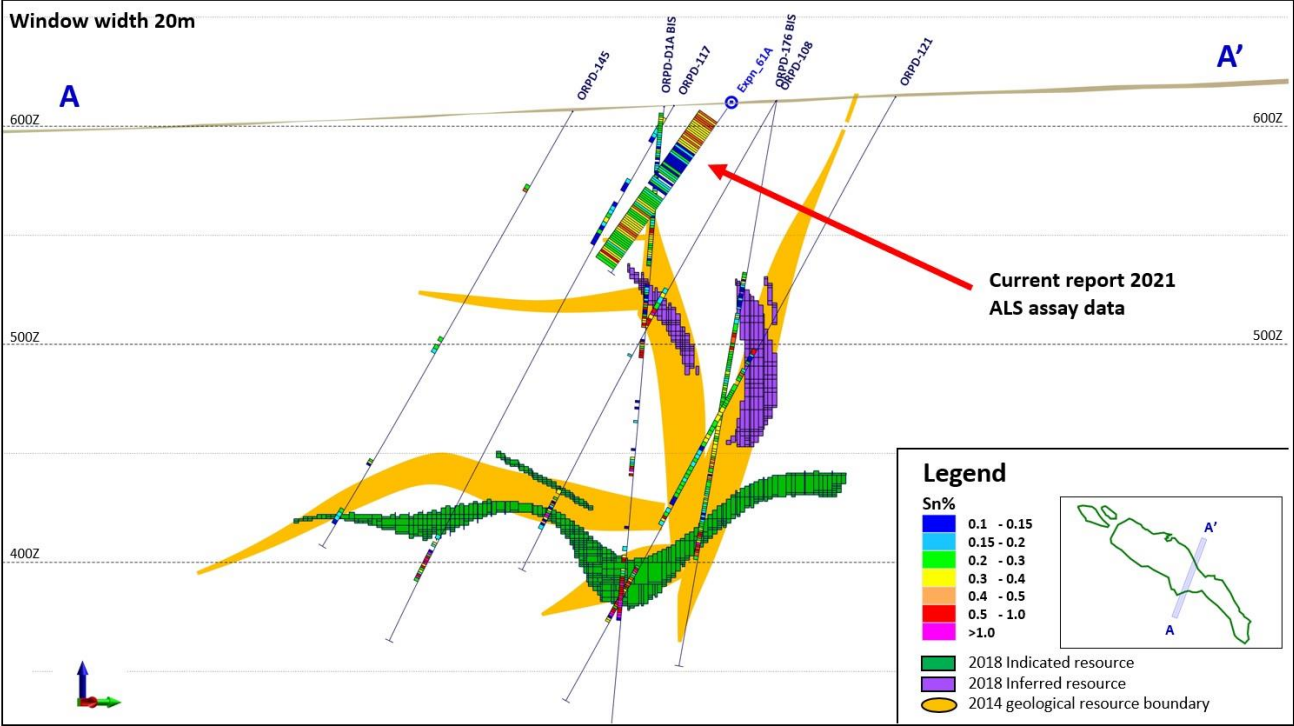 Window width 20m
A
A'
ORPD-145
ORPD-D1A BIS
ORPD-117
Expn_61A
ORPD-176 BIS
ORPD-108
ORPD-121
600Z
600Z
500Z
500Z
400Z
Current report 2021
ALS assay data
Legend
Sn%
0.1 - 0.15
0.15 - 0.2
0.2 - 0.3
0.3 - 0.4
0.4 - 0.5
0.5 - 1.0
>1.0
2018 Indicated resource
2018 Inferred resource
2014 geological resource boundary
A'
A